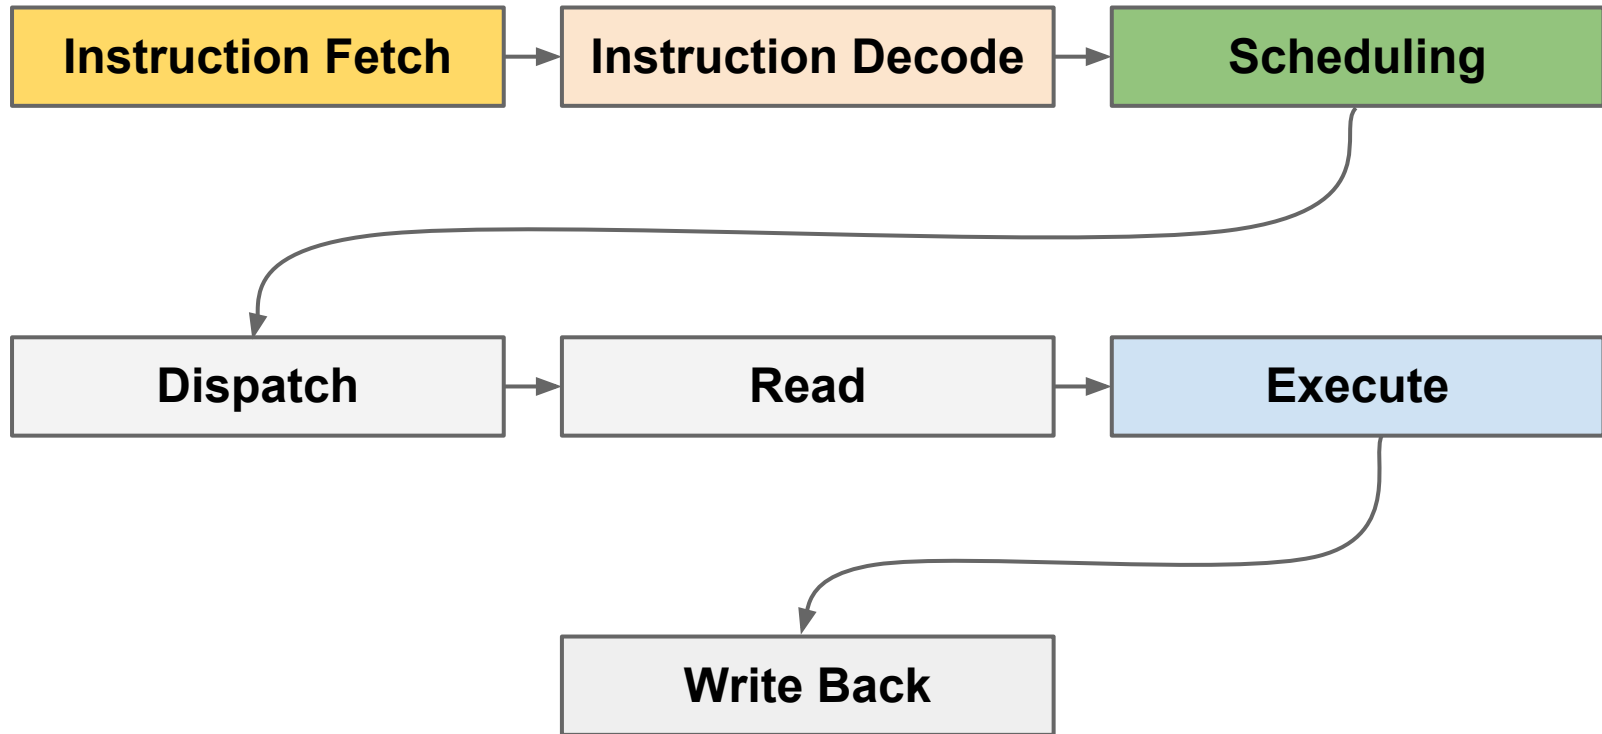 Instruction Fetch
Instruction Decode
Scheduling
Dispatch
Read
Execute
Write Back